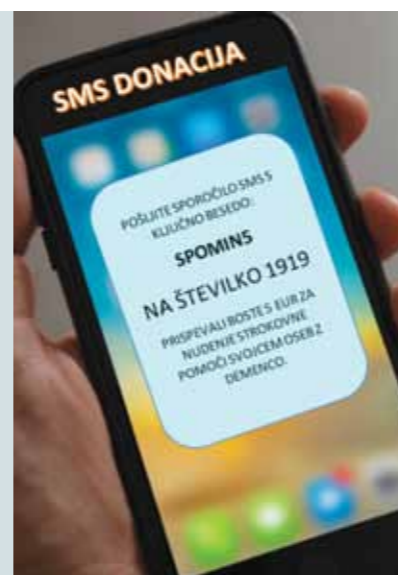 SMS DONACIJA
POŠLJITE SPOROČILO SMS S
KLJUČNO BESEDO:
SPOMIN5
NA ŠTEVILKO 1919
PRISPEVALI BOSTE 5 EUR ZA
NUDENJE STROKOVNE
POMOČI SVOJCEM OSEB Z
DEMENCO.